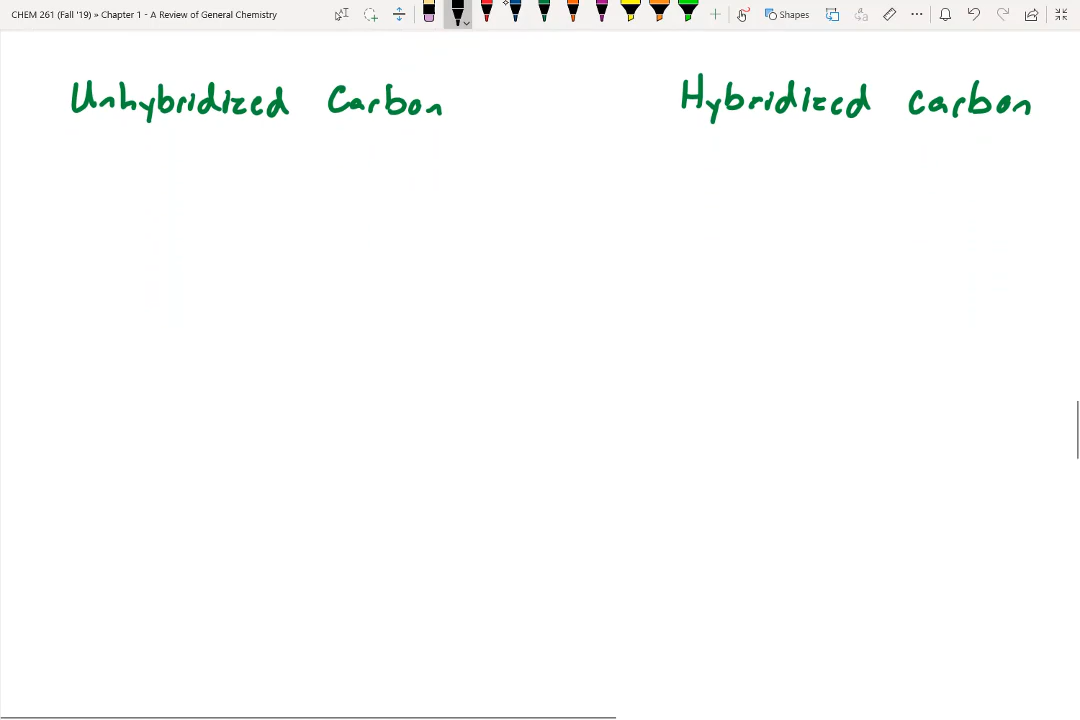 CHEM 261 (Fall '19) » Chapter 1 - A Review of General Chemistry
Shapes
Unhybridized Carbon
Hybridized carbon